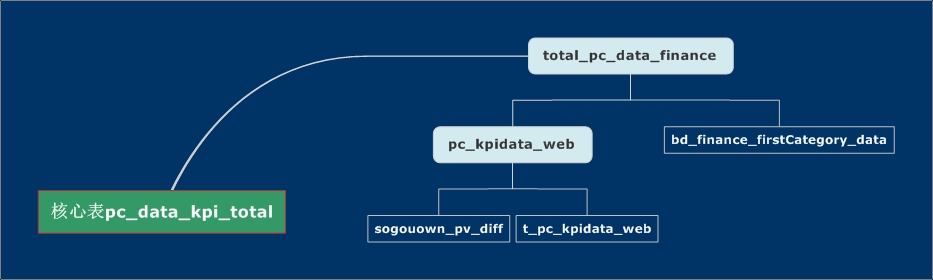 total_pc_data_finance
pc_kpidata_web
bd_finance_firstCategory_data
核心表pc_data_kpi_total
sogouown_pv_diff
t_pc_kpidata_web